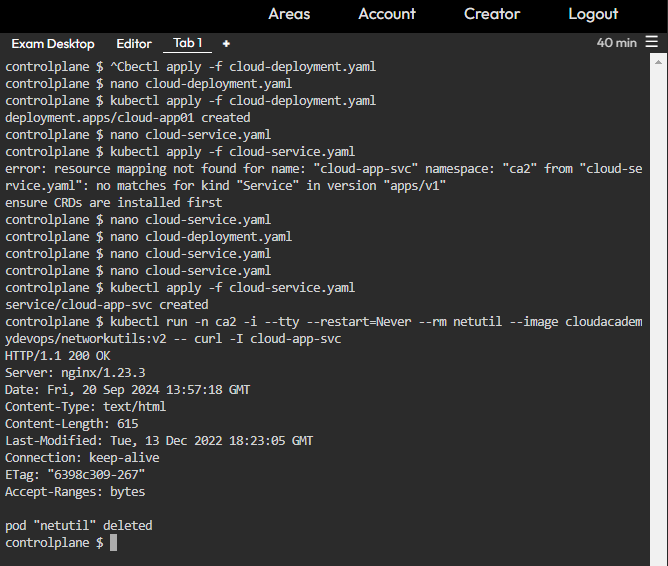 Areas Account Creator Logout
Exam Desktop Editor Tab 1 + 40 min
controlplane $ ^Cbectl apply -f cloud-deployment.yaml
controlplane $ nano cloud-deployment.yaml
controlplane $ kubectl apply -f cloud-deployment.yaml
deployment.apps/cloud-app01 created
controlplane $ nano cloud-service.yaml
controlplane $ kubectl apply -f cloud-service.yaml
error: resource mapping not found for name: "cloud-app-svc" namespace: "ca2" from "cloud-se
rvice.yaml": no matches for kind "Service" in version "apps/v1"
ensure CRDs are installed first
controlplane $ nano cloud-service.yaml
controlplane $ nano cloud-deployment.yaml
controlplane $ nano cloud-service.yaml
controlplane $ nano cloud-service.yaml
controlplane $ kubectl apply -f cloud-service.yaml
service/cloud-app-svc created
controlplane $ kubectl run -n ca2 -i --tty --restart=Never --rm netutil --image cloudacadem
ydevops/networkutils:v2 -- curl -I cloud-app-svc
HTTP/1.1 200 OK
Server: nginx/1.23.3
Date: Fri, 20 Sep 2024 13:57:18 GMT
Content-Type: text/html
Content-Length: 615
Last-Modified: Tue, 13 Dec 2022 18:23:05 GMT
Connection: keep-alive
ETag: "6398c309-267"
Accept-Ranges: bytes
pod "netutil" deleted
controlplane $